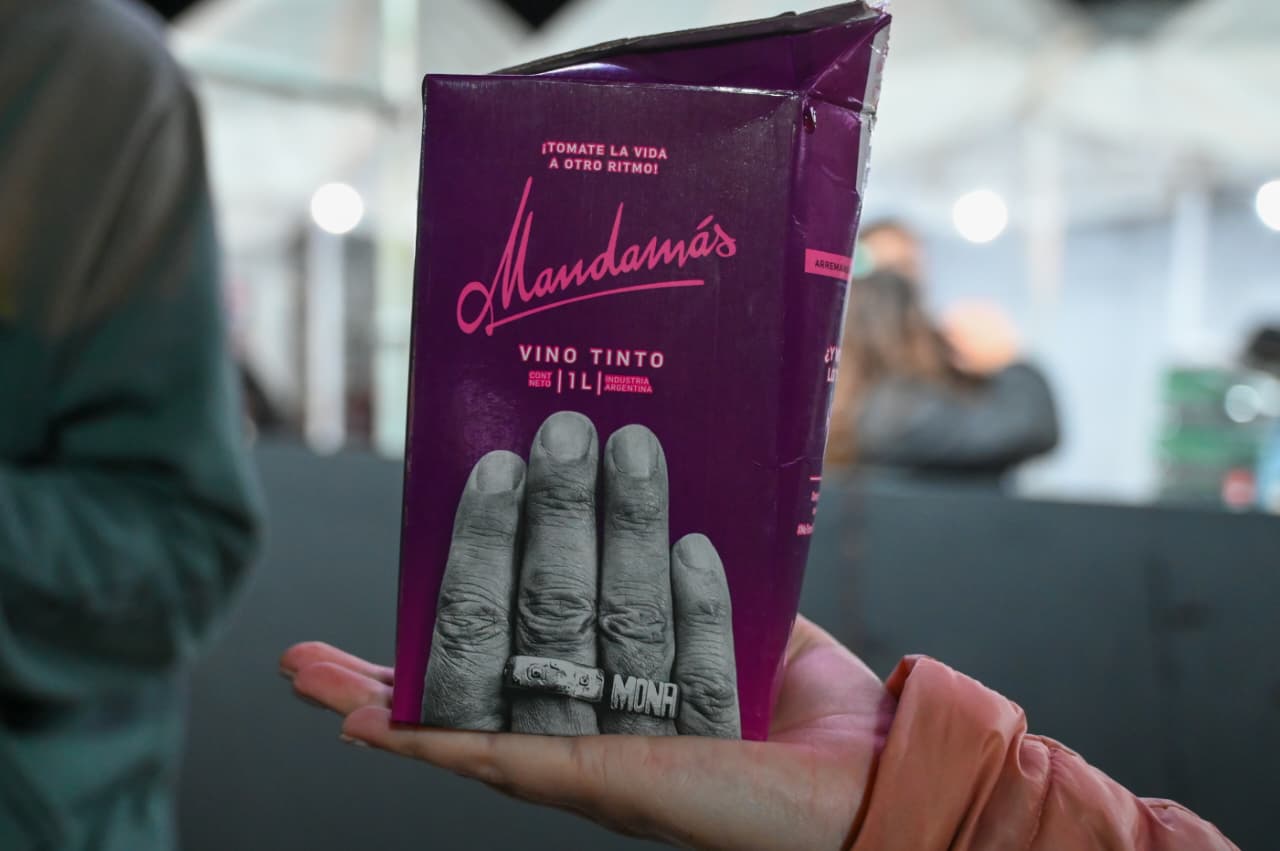 ¡TOMATE LA VIDA
A OTRO RITMO!
Mandamás
VINO TINTO
CONT
NETO
1L
INDUSTRIA
ARGENTINA
MONA